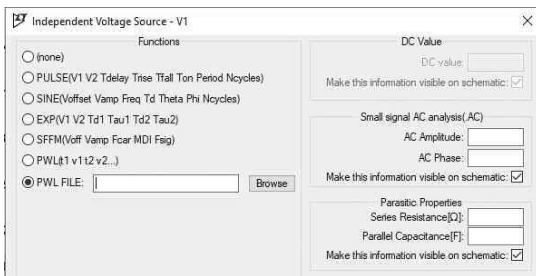 Independent Voltage Source - V1
Functions
(none)
PULSE(V1 V2 Tdelay Trise Tfall Ton Period Ncycles)
SINE(Voffset Vamp Freq Td Theta Phi Ncycles)
EXP(V1 V2 Td1 Tau1 Td2 Tau2)
SFFM(Voff Vamp Fcar MDI Fsig)
PWL(t1 v1 t2 v2...)
PWL FILE:
Browse
DC Value
DC value:
Make this information visible on schematic:
Small signal AC analysis(.AC)
AC Amplitude:
AC Phase:
Make this information visible on schematic:
Parasitic Properties
Series Resistance[Ω]:
Parallel Capacitance[F]:
Make this information visible on schematic: